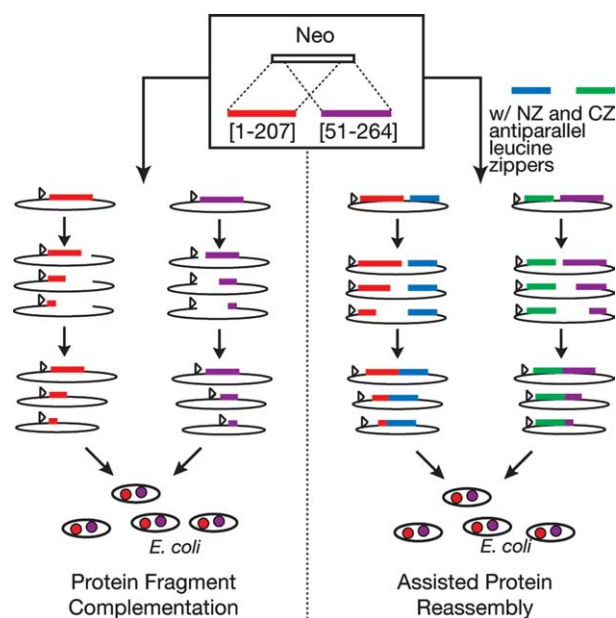 Neo
[1-207] [51-264]
w/ NZ and CZ
antiparallel
leucine
zippers
E. coli
E. coli
Protein Fragment
Complementation
Assisted Protein
Reassembly